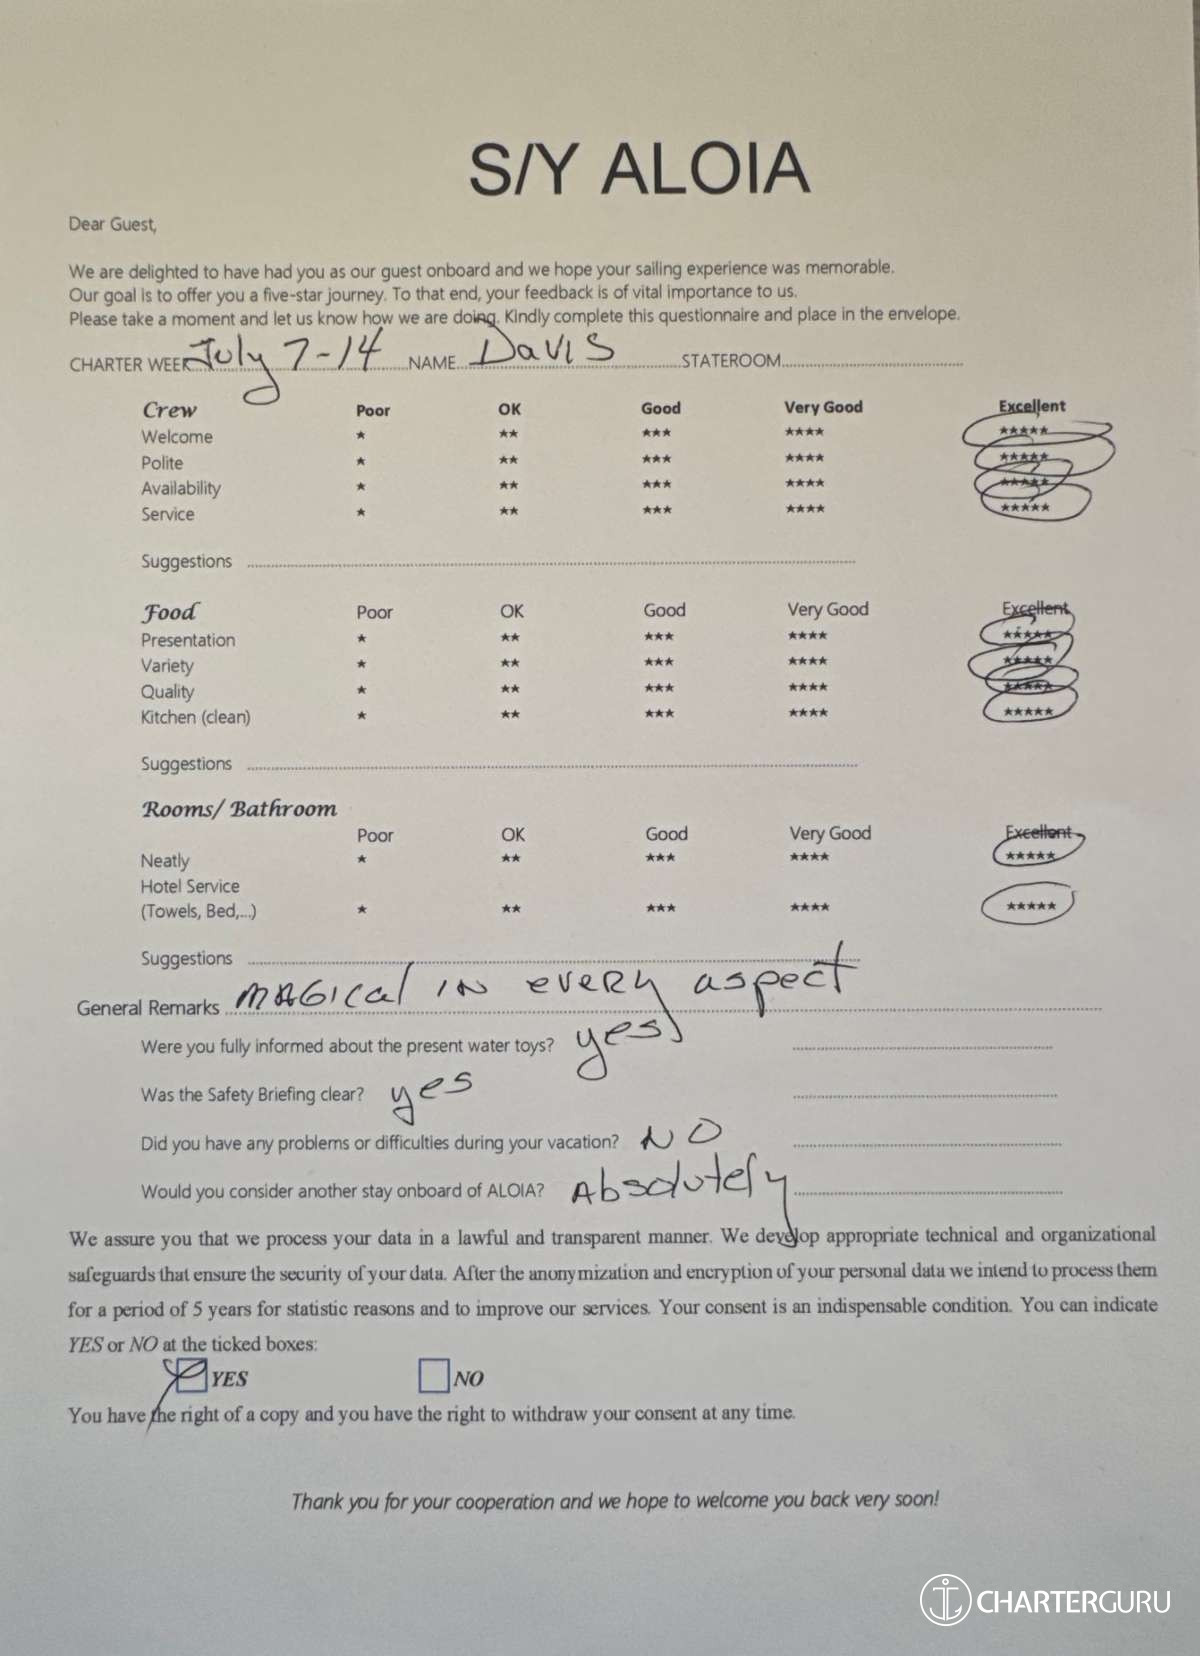 S/Y ALOIA
Dear Guest,
We are delighted to have had you as our guest onboard and we hope your sailing experience was memorable.
Our goal is to offer you a five-star journey. To that end, your feedback is of vital importance to us.
Please take a moment and let us know how we are doing. Kindly complete this questionnaire and place in the envelope.
CHARTER WEEK July 7-14 NAME Davis STATEROOM
Crew Poor OK Good Very Good Excellent
Welcome ★ ★★ ★★★ ★★★★ ★★★★★
Polite ★ ★★ ★★★ ★★★★ ★★★★★
Availability ★ ★★ ★★★ ★★★★ ★★★★★
Service ★ ★★ ★★★ ★★★★ ★★★★★
Suggestions
Food Poor OK Good Very Good Excellent
Presentation ★ ★★ ★★★ ★★★★ ★★★★★
Variety ★ ★★ ★★★ ★★★★ ★★★★★
Quality ★ ★★ ★★★ ★★★★ ★★★★★
Kitchen (clean) ★ ★★ ★★★ ★★★★ ★★★★★
Suggestions
Rooms/ Bathroom
Poor OK Good Very Good Excellent
Neatly ★ ★★ ★★★ ★★★★ ★★★★★
Hotel Service
(Towels, Bed,...) ★ ★★ ★★★ ★★★★ ★★★★★
Suggestions
General Remarks MAGICal IN eveRy aspect
Were you fully informed about the present water toys? yes
Was the Safety Briefing clear? yes
Did you have any problems or difficulties during your vacation? NO
Would you consider another stay onboard of ALOIA? Absolutely
We assure you that we process your data in a lawful and transparent manner. We develop appropriate technical and organizational
safeguards that ensure the security of your data. After the anonymization and encryption of your personal data we intend to process them
for a period of 5 years for statistic reasons and to improve our services. Your consent is an indispensable condition. You can indicate
YES or NO at the ticked boxes:
YES NO
You have the right of a copy and you have the right to withdraw your consent at any time.
Thank you for your cooperation and we hope to welcome you back very soon!
CHARTERGURU